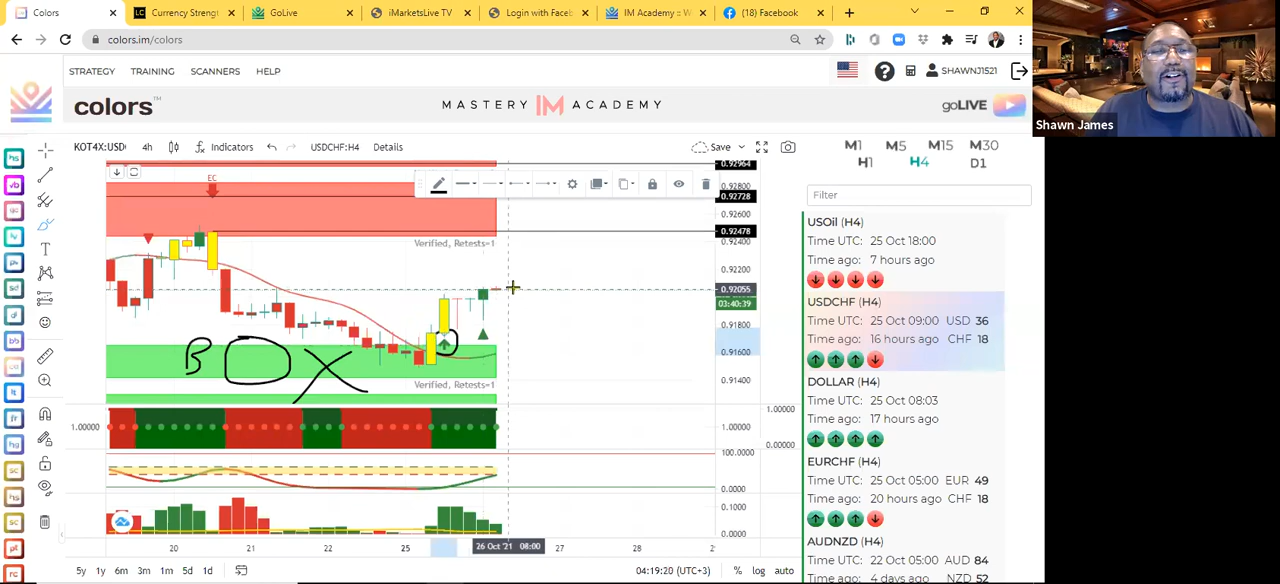 Colors
Currency Streng
GoLive
iMarketsLive TV
Login with Faceb
IM Academy :: W
(18) Facebook
colors.im/colors
STRATEGY TRAINING SCANNERS HELP
SHAWNJ1521
colors™
MASTERY IM ACADEMY
goLIVE
Shawn James
KOT4X:USD 4h Indicators USDCHF:H4 Details
Save
M1 M5 M15 M30
H1 H4 D1
Filter
EC
Verified, Retests=1
BOX
Verified, Retests=1
0.92964
0.92800
0.92728
0.92600
0.92478
0.92400
0.92200
0.92055
03:40:39
0.91800
0.91600
0.91400
1.00000
1.00000
1.00000
0.00000
100.0000
0.0000
0.1000
0.0000
20 21 22 25 26 Oct '21 08:00 27 28
5y 1y 6m 3m 1m 5d 1d
04:19:20 (UTC+3) % log auto
USOil (H4)
Time UTC: 25 Oct 18:00
Time ago: 7 hours ago
USDCHF (H4)
Time UTC: 25 Oct 09:00 USD 36
Time ago: 16 hours ago CHF 18
DOLLAR (H4)
Time UTC: 25 Oct 08:03
Time ago: 17 hours ago
EURCHF (H4)
Time UTC: 25 Oct 05:00 EUR 49
Time ago: 20 hours ago CHF 18
AUDNZD (H4)
Time UTC: 22 Oct 05:00 AUD 84
Time ago: 4 days ago NZD 52